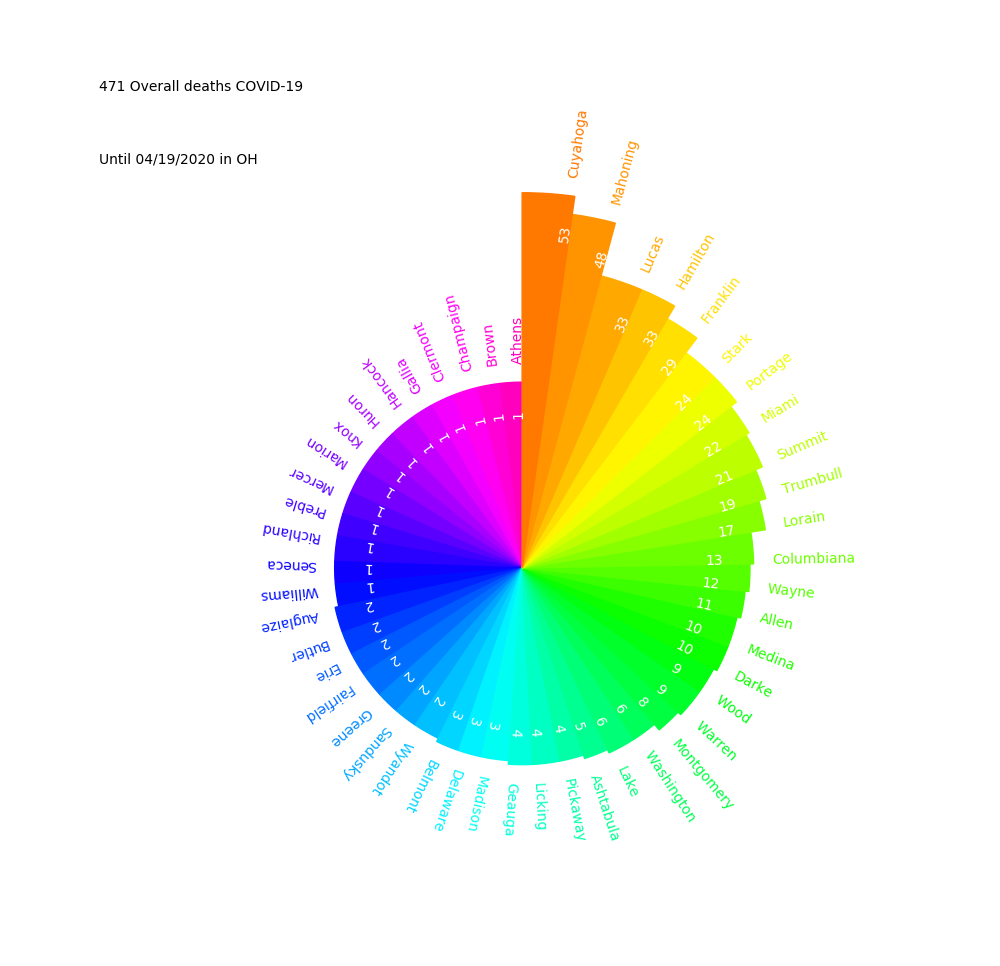 471 Overall deaths COVID-19
Until 04/19/2020 in OH
Cuyahoga
53
Mahoning
48
Lucas
33
Hamilton
33
Franklin
29
Stark
24
Portage
24
Miami
22
Summit
21
Trumbull
19
Lorain
17
Columbiana
13
Wayne
12
Allen
11
Medina
10
Darke
10
Wood
9
Warren
9
Montgomery
8
Washington
6
Lake
6
Ashtabula
5
Pickaway
4
Licking
4
Geauga
4
Madison
3
Delaware
3
Belmont
3
Wyandot
2
Sandusky
2
Greene
2
Fairfield
2
Erie
2
Butler
2
Auglaize
2
Williams
1
Seneca
1
Richland
1
Preble
1
Mercer
1
Marion
1
Knox
1
Huron
1
Hancock
1
Gallia
1
Clermont
1
Champaign
1
Brown
1
Athens
1